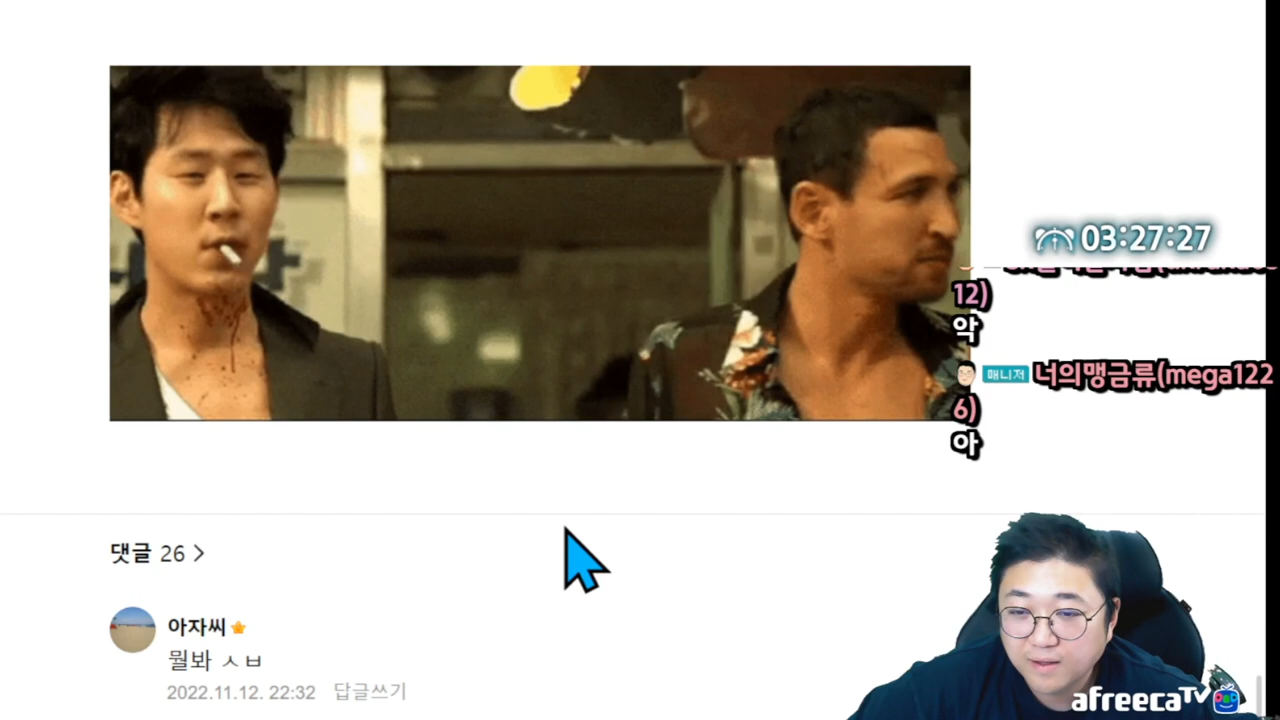 03:27:27
12)
악
매니저 너의맹금류(mega122
6)
아
댓글 26 >
아자씨
뭘봐 ㅅㅂ
2022.11.12. 22:32 답글쓰기
afreecaTV